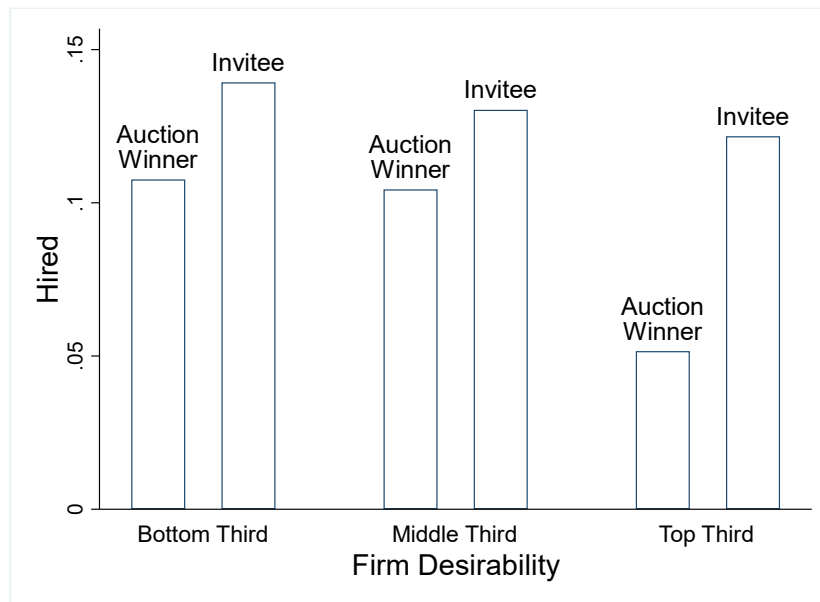 .15
.1
.05
0
Hired
Auction
Winner
Invitee
Auction
Winner
Invitee
Auction
Winner
Invitee
Bottom Third
Middle Third
Top Third
Firm Desirability